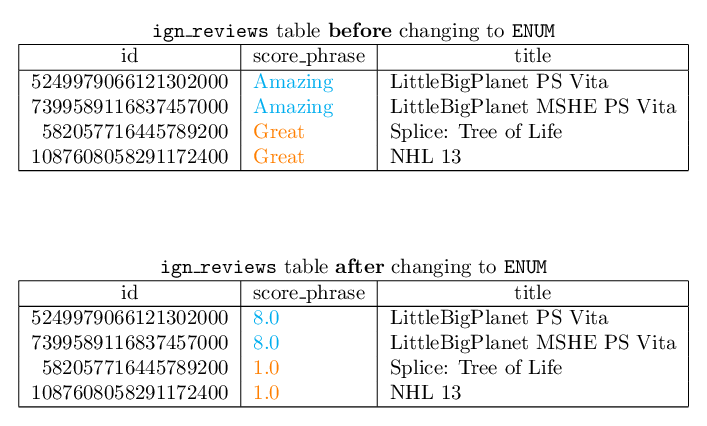 ign_reviews table before changing to ENUM
id score_phrase title
5249979066121302000 Amazing LittleBigPlanet PS Vita
7399589116837457000 Amazing LittleBigPlanet MSHE PS Vita
582057716445789200 Great Splice: Tree of Life
1087608058291172400 Great NHL 13
ign_reviews table after changing to ENUM
id score_phrase title
5249979066121302000 8.0 LittleBigPlanet PS Vita
7399589116837457000 8.0 LittleBigPlanet MSHE PS Vita
582057716445789200 1.0 Splice: Tree of Life
1087608058291172400 1.0 NHL 13